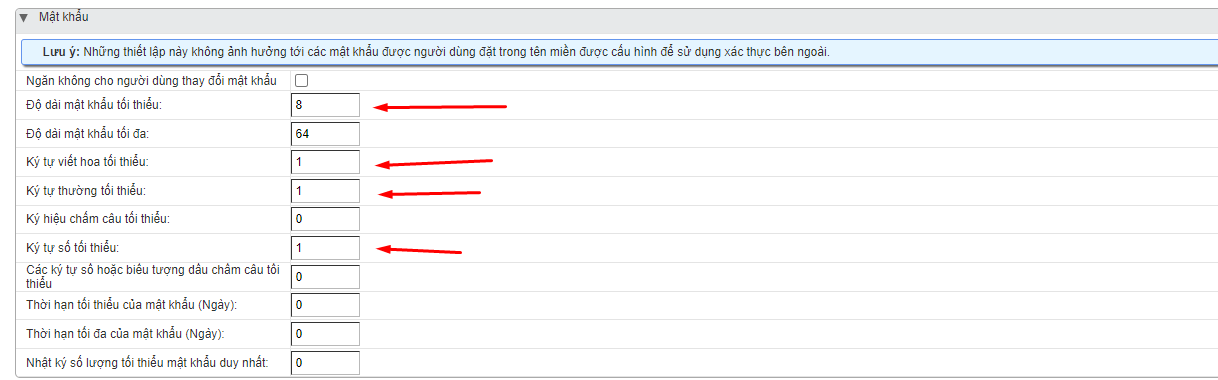 Mật khẩu
Lưu ý: Những thiết lập này không ảnh hưởng tới các mật khẩu được người dùng đặt trong tên miền được cấu hình để sử dụng xác thực bên ngoài.
Ngăn không cho người dùng thay đổi mật khẩu
Độ dài mật khẩu tối thiểu: 8
Độ dài mật khẩu tối đa: 64
Ký tự viết hoa tối thiểu: 1
Ký tự thường tối thiểu: 1
Ký hiệu chấm câu tối thiểu: 0
Ký tự số tối thiểu: 1
Các ký tự số hoặc biểu tượng dấu chấm câu tối
thiểu 0
Thời hạn tối thiểu của mật khẩu (Ngày): 0
Thời hạn tối đa của mật khẩu (Ngày): 0
Nhật ký số lượng tối thiểu mật khẩu duy nhất: 0